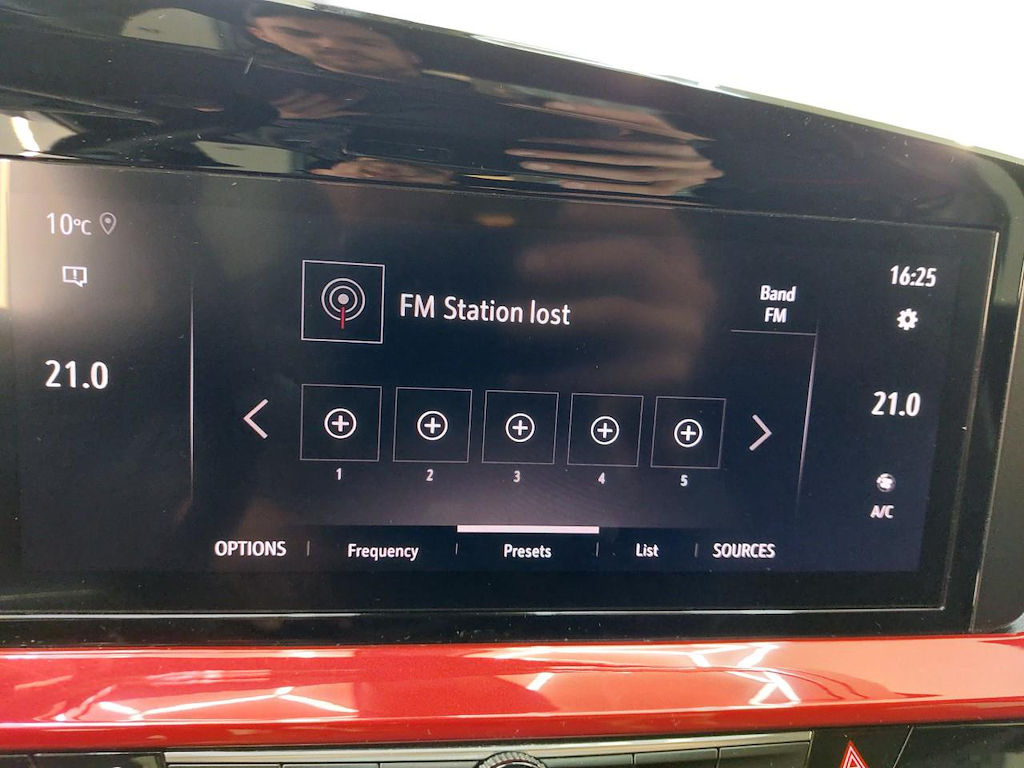 10°C
16:25
Band
FM
FM Station lost
21.0
21.0
1 2 3 4 5
A/C
OPTIONS Frequency Presets List SOURCES